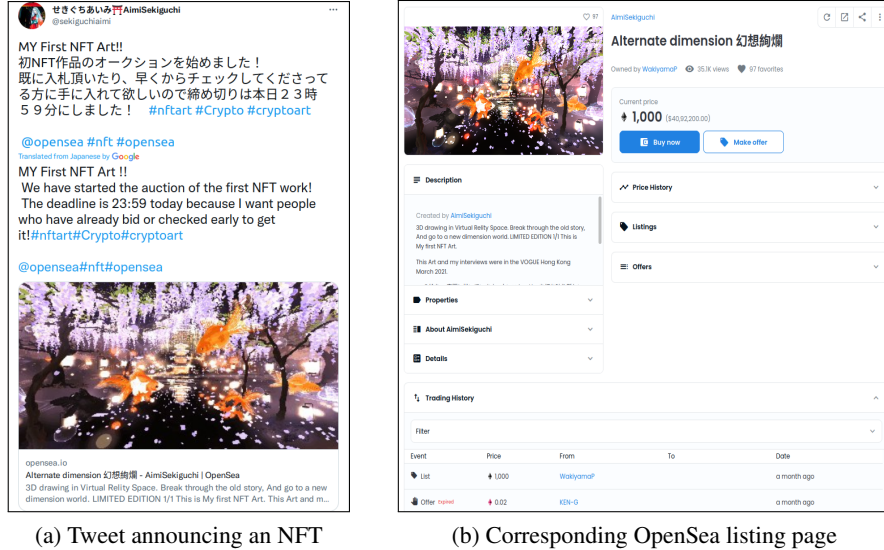 せきぐちあいみ⛩AimiSekiguchi
@sekiguchiaimi
MY First NFT Art!!
初NFT作品のオークションを始めました！
既に入札頂いたり、早くからチェックしてくださって
る方に手に入れて欲しいので締め切りは本日２３時
５９分にしました！ #nftart #Crypto #cryptoart
@opensea #nft #opensea
Translated from Japanese by Google
MY First NFT Art !!
We have started the auction of the first NFT work!
The deadline is 23:59 today because I want people
who have already bid or checked early to get
it!#nftart#Crypto#cryptoart
@opensea#nft#opensea
opensea.io
Alternate dimension 幻想絢爛 - AimiSekiguchi | OpenSea
3D drawing in Virtual Relity Space. Break through the old story, And go to a new
dimension world. LIMITED EDITION 1/1 This is My first NFT Art. This Art and m...
(a) Tweet announcing an NFT
97
Description
Created by AimiSekiguchi
3D drawing in Virtual Relity Space. Break through the old story,
And go to a new dimension world. LIMITED EDITION 1/1 This is
My first NFT Art.
This Art and my interviews were in the VOGUE Hong Kong
March 2021.
Properties
About AimiSekiguchi
Details
AimiSekiguchi
Alternate dimension 幻想絢爛
Owned by WakiyamaP 35.1K views 97 favorites
Current price
1,000 ($40,92,200.00)
Buy now
Make offer
Price History
Listings
Offers
Trading History
Filter
Event Price From To Date
List 1,000 WakiyamaP a month ago
Offer Expired 0.02 KEN-G a month ago
(b) Corresponding OpenSea listing page